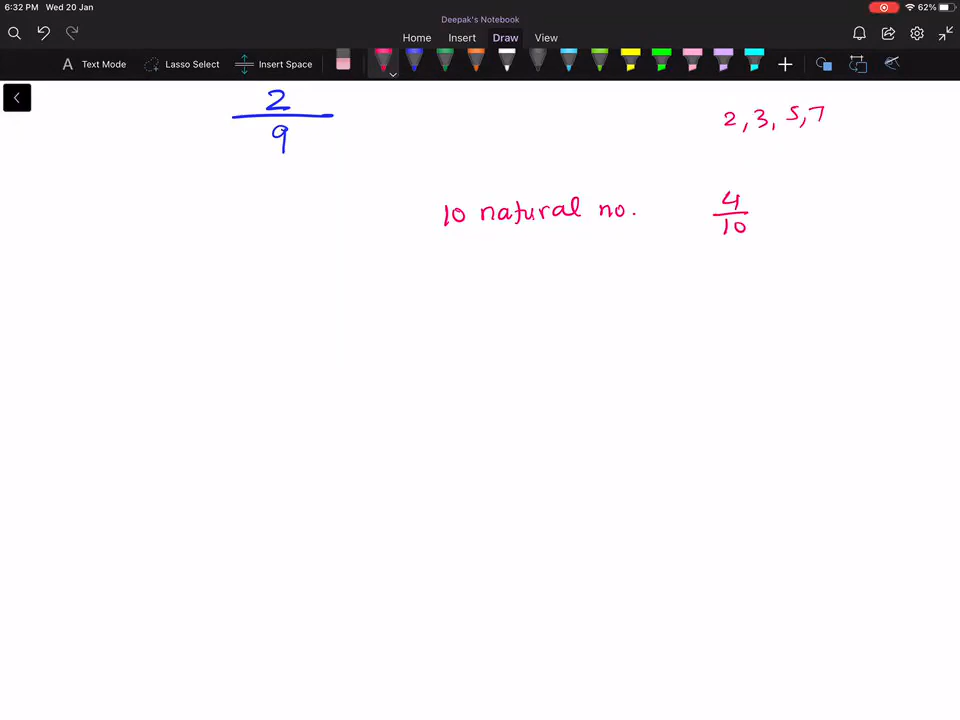 6:32 PM Wed 20 Jan
62%
Deepak's Notebook
Home Insert Draw View
A Text Mode Lasso Select Insert Space
2
9
2, 3, 5, 7
10 natural no.
4
10